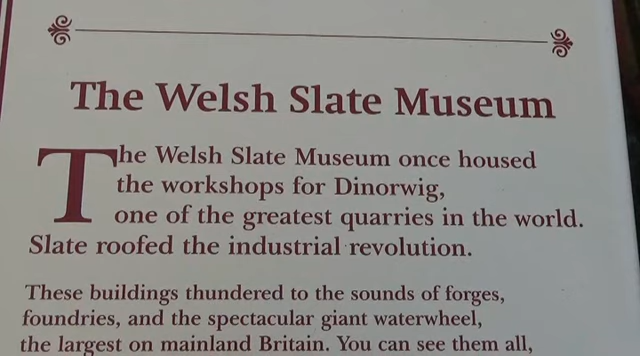 The Welsh Slate Museum
The Welsh Slate Museum once housed
the workshops for Dinorwig,
one of the greatest quarries in the world.
Slate roofed the industrial revolution.
These buildings thundered to the sounds of forges,
foundries, and the spectacular giant waterwheel,
the largest on mainland Britain. You can see them all,